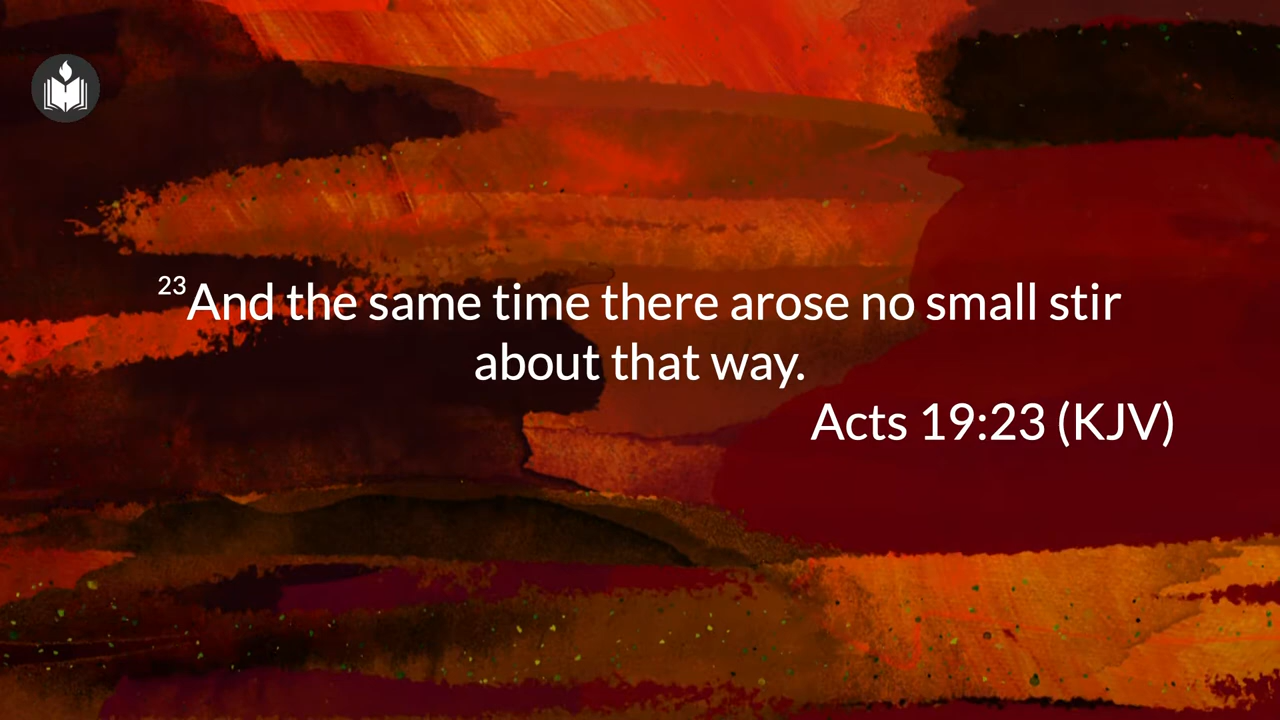 23And the same time there arose no small stir
about that way.
Acts 19:23 (KJV)